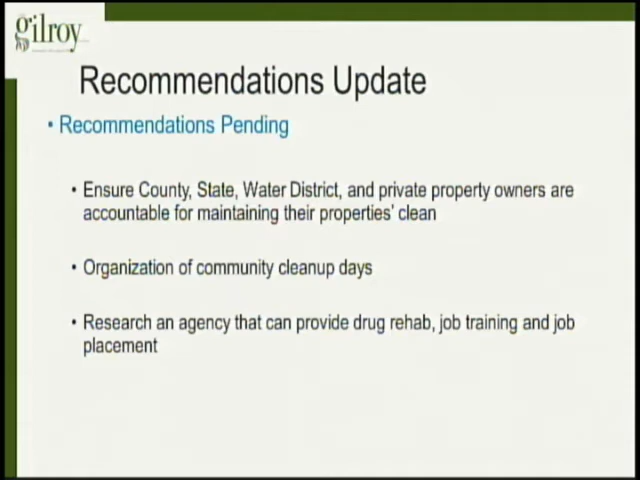 gilroy
Recommendations Update
• Recommendations Pending
• Ensure County, State, Water District, and private property owners are
accountable for maintaining their properties' clean
• Organization of community cleanup days
• Research an agency that can provide drug rehab, job training and job
placement